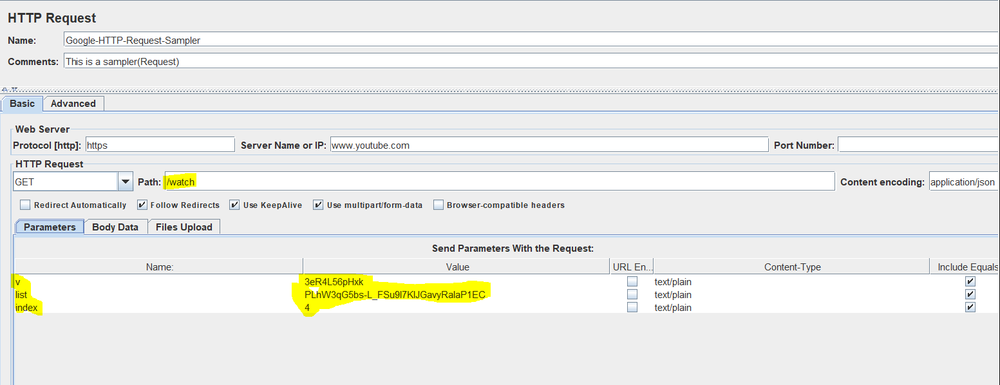 HTTP Request
Name: Google-HTTP-Request-Sampler
Comments: This is a sampler(Request)
Basic Advanced
Web Server
Protocol [http]: https Server Name or IP: www.youtube.com Port Number:
HTTP Request
GET Path: /watch Content encoding: application/json
Redirect Automatically Follow Redirects Use KeepAlive Use multipart/form-data Browser-compatible headers
Parameters Body Data Files Upload
Send Parameters With the Request:
Name: Value URL En... Content-Type Include Equals
v 3eR4L56pHxk text/plain
list PLhW3qG5bs-L_FSu9l7KlJGavyRalaP1EC text/plain
index 4 text/plain